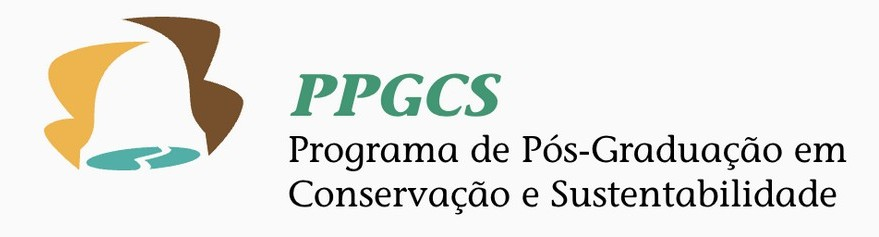 PPGCS
Programa de Pós-Graduação em
Conservação e Sustentabilidade